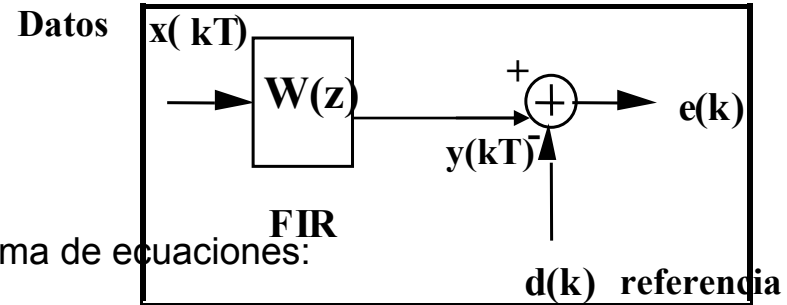 Datos x( kT)
W(z)
+
+
e(k)
y(kT) -
FIR
ma de ecuaciones:
d(k) referencia